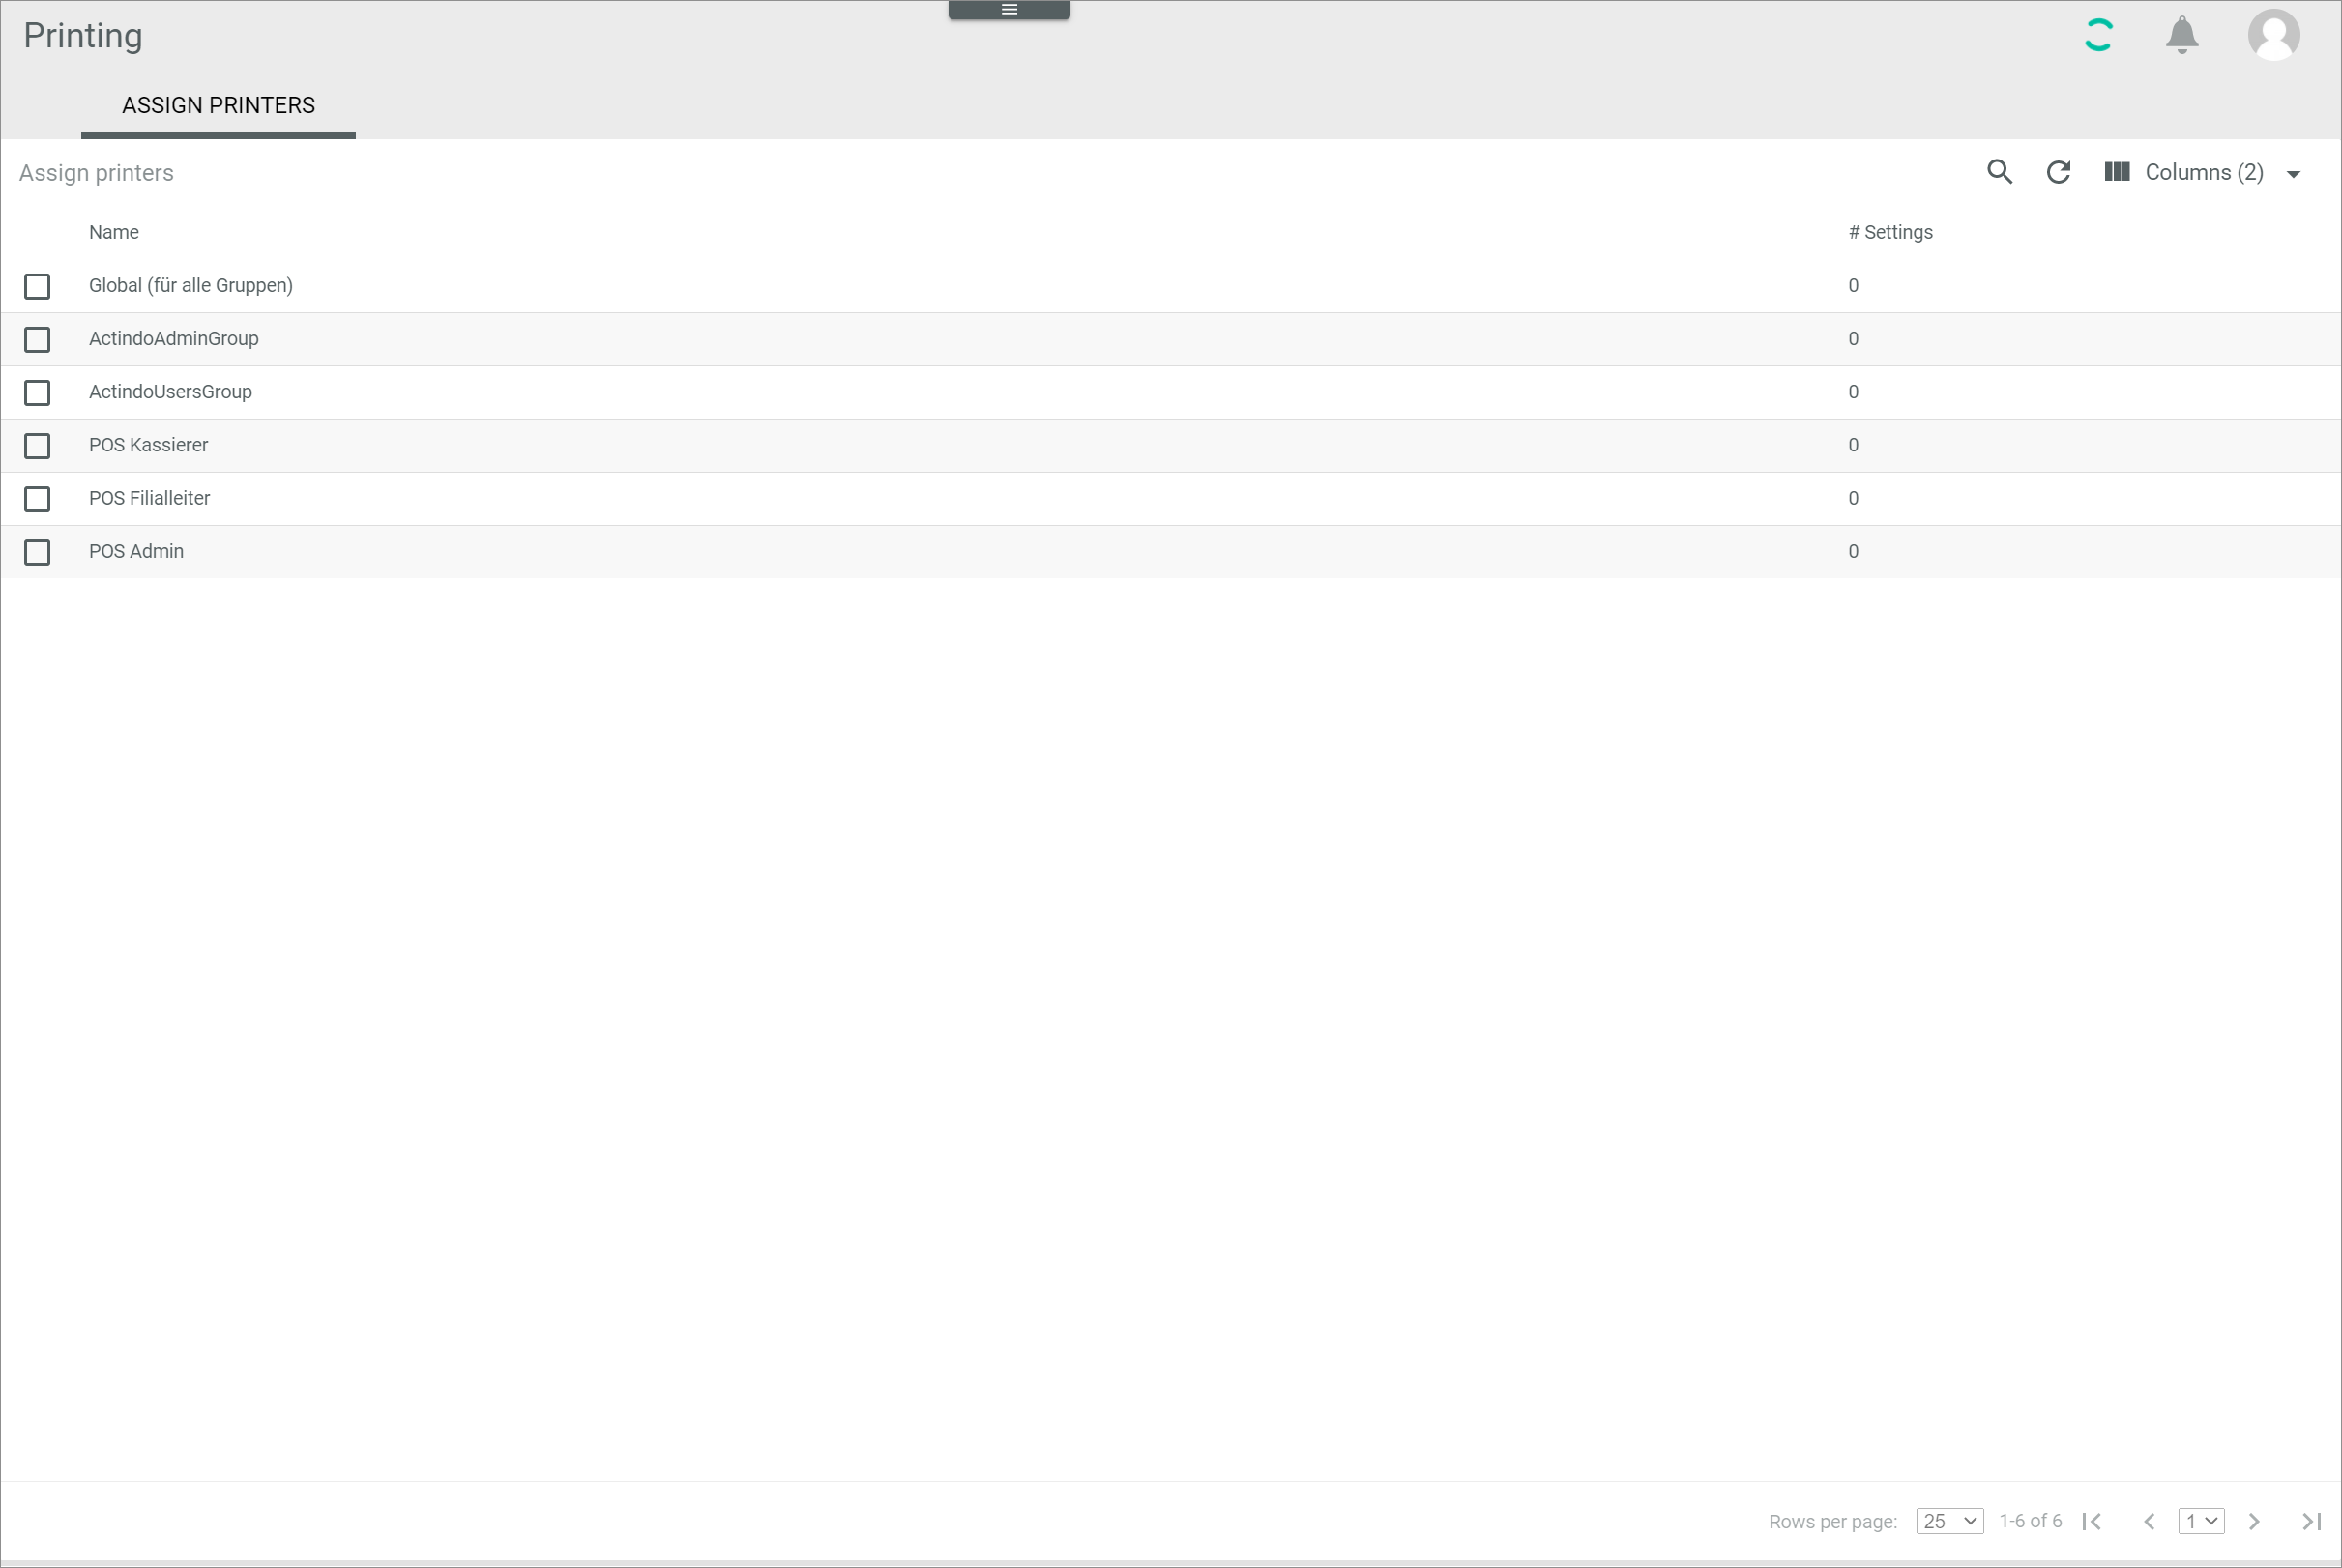 Printing
ASSIGN PRINTERS
Assign printers
Columns (2)
Name # Settings
Global (für alle Gruppen) 0
ActindoAdminGroup 0
ActindoUsersGroup 0
POS Kassierer 0
POS Filialleiter 0
POS Admin 0
Rows per page: 25 1-6 of 6 1